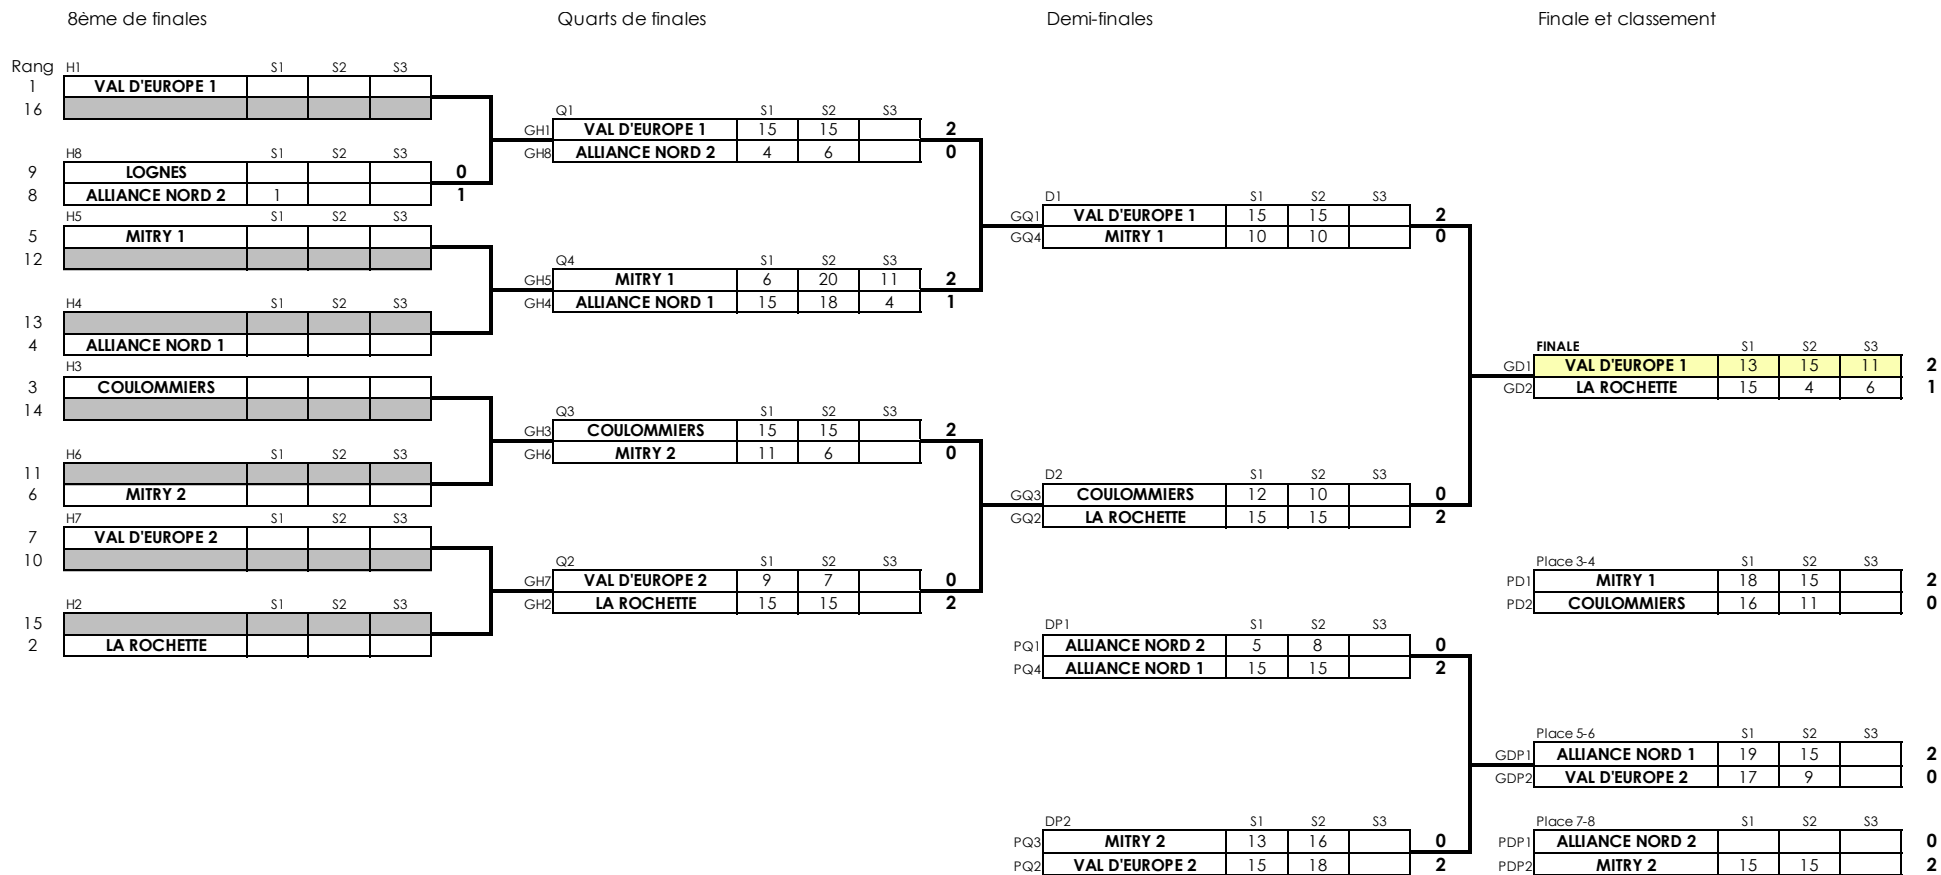 8ème de finales
Quarts de finales
Demi-finales
Finale et classement
Rang H1 S1 S2 S3
1 VAL D'EUROPE 1
16
H8 S1 S2 S3
9 LOGNES 0
8 ALLIANCE NORD 2 1 1
H5 S1 S2 S3
5 MITRY 1
12
H4 S1 S2 S3
13
4 ALLIANCE NORD 1
H3
3 COULOMMIERS
14
H6 S1 S2 S3
11
6 MITRY 2
H7 S1 S2 S3
7 VAL D'EUROPE 2
10
H2 S1 S2 S3
15
2 LA ROCHETTE
Q1 S1 S2 S3
GH1 VAL D'EUROPE 1 15 15 2
GH8 ALLIANCE NORD 2 4 6 0
Q4 S1 S2 S3
GH5 MITRY 1 6 20 11 2
GH4 ALLIANCE NORD 1 15 18 4 1
Q3 S1 S2 S3
GH3 COULOMMIERS 15 15 2
GH6 MITRY 2 11 6 0
Q2 S1 S2 S3
GH7 VAL D'EUROPE 2 9 7 0
GH2 LA ROCHETTE 15 15 2
D1 S1 S2 S3
GQ1 VAL D'EUROPE 1 15 15 2
GQ4 MITRY 1 10 10 0
D2 S1 S2 S3
GQ3 COULOMMIERS 12 10 0
GQ2 LA ROCHETTE 15 15 2
DP1 S1 S2 S3
PQ1 ALLIANCE NORD 2 5 8 0
PQ4 ALLIANCE NORD 1 15 15 2
DP2 S1 S2 S3
PQ3 MITRY 2 13 16 0
PQ2 VAL D'EUROPE 2 15 18 2
FINALE S1 S2 S3
GD1 VAL D'EUROPE 1 13 15 11 2
GD2 LA ROCHETTE 15 4 6 1
Place 3-4 S1 S2 S3
PD1 MITRY 1 18 15 2
PD2 COULOMMIERS 16 11 0
Place 5-6 S1 S2 S3
GDP1 ALLIANCE NORD 1 19 15 2
GDP2 VAL D'EUROPE 2 17 9 0
Place 7-8 S1 S2 S3
PDP1 ALLIANCE NORD 2 0
PDP2 MITRY 2 15 15 2